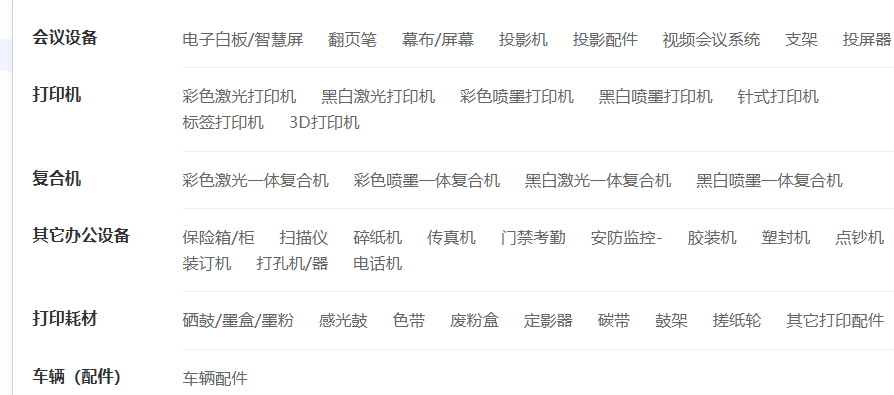 会议设备 电子白板/智慧屏 翻页笔 幕布/屏幕 投影机 投影配件 视频会议系统 支架 投屏器
打印机 彩色激光打印机 黑白激光打印机 彩色喷墨打印机 黑白喷墨打印机 针式打印机
标签打印机 3D打印机
复合机 彩色激光一体复合机 彩色喷墨一体复合机 黑白激光一体复合机 黑白喷墨一体复合机
其它办公设备 保险箱/柜 扫描仪 碎纸机 传真机 门禁考勤 安防监控- 胶装机 塑封机 点钞机
装订机 打孔机/器 电话机
打印耗材 硒鼓/墨盒/墨粉 感光鼓 色带 废粉盒 定影器 碳带 鼓架 搓纸轮 其它打印配件
车辆（配件） 车辆配件